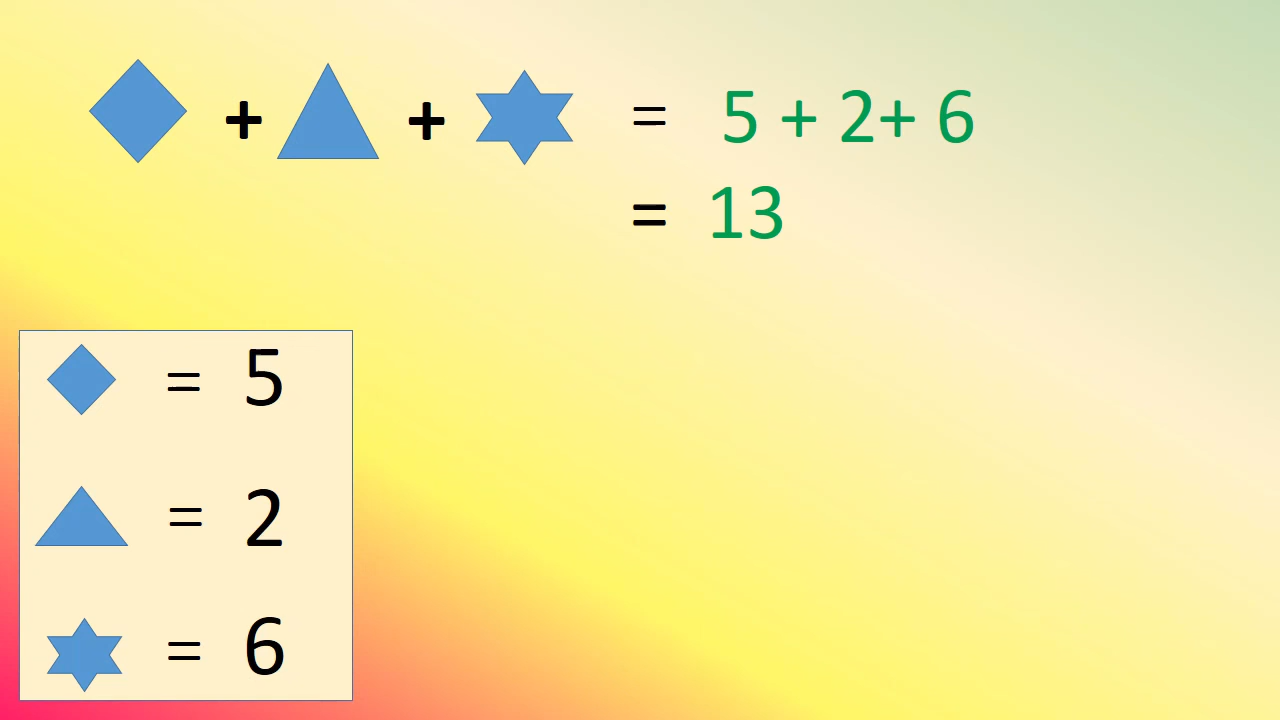 + + = 5 + 2+ 6
= 13
= 5
= 2
= 6